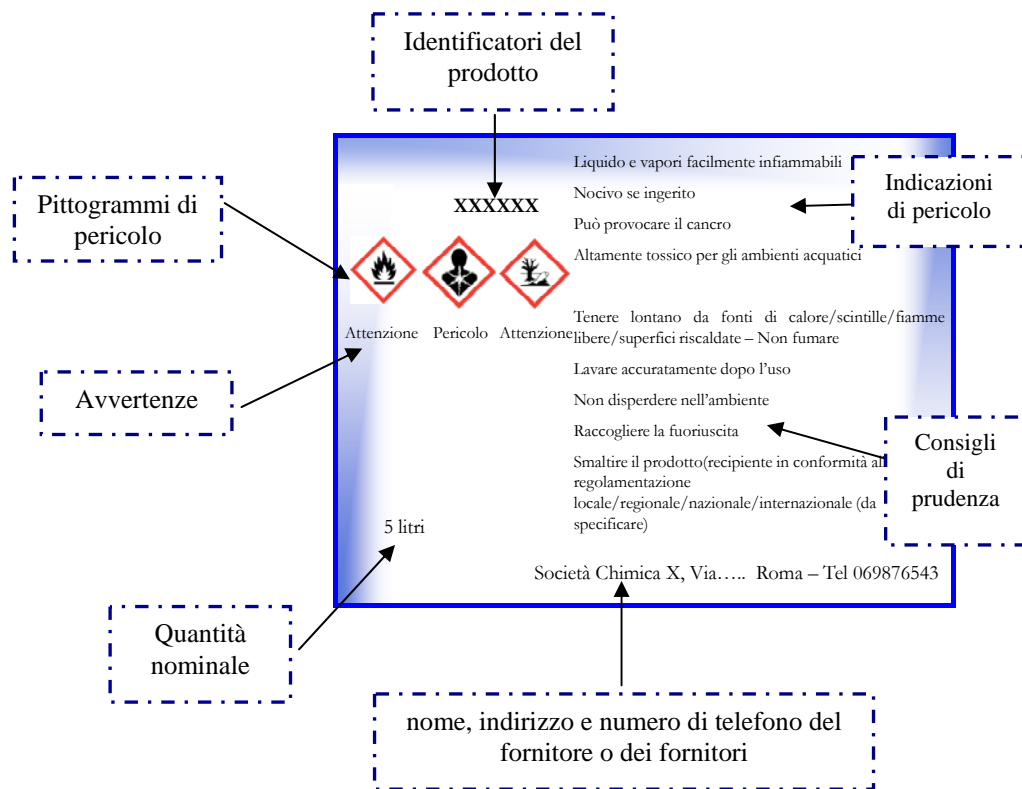 Identificatori del
prodotto
Pittogrammi di
pericolo
Avvertenze
Quantità
nominale
XXXXXX
Attenzione Pericolo Attenzione
5 litri
Liquido e vapori facilmente infiammabili
Nocivo se ingerito
Può provocare il cancro
Altamente tossico per gli ambienti acquatici
Tenere lontano da fonti di calore/scintille/fiamme
libere/superfici riscaldate – Non fumare
Lavare accuratamente dopo l'uso
Non disperdere nell'ambiente
Raccogliere la fuoriuscita
Smaltire il prodotto(recipiente in conformità al
regolamentazione
locale/regionale/nazionale/internazionale (da
specificare)
Società Chimica X, Via….. Roma – Tel 069876543
Indicazioni
di pericolo
Consigli
di
prudenza
nome, indirizzo e numero di telefono del
fornitore o dei fornitori